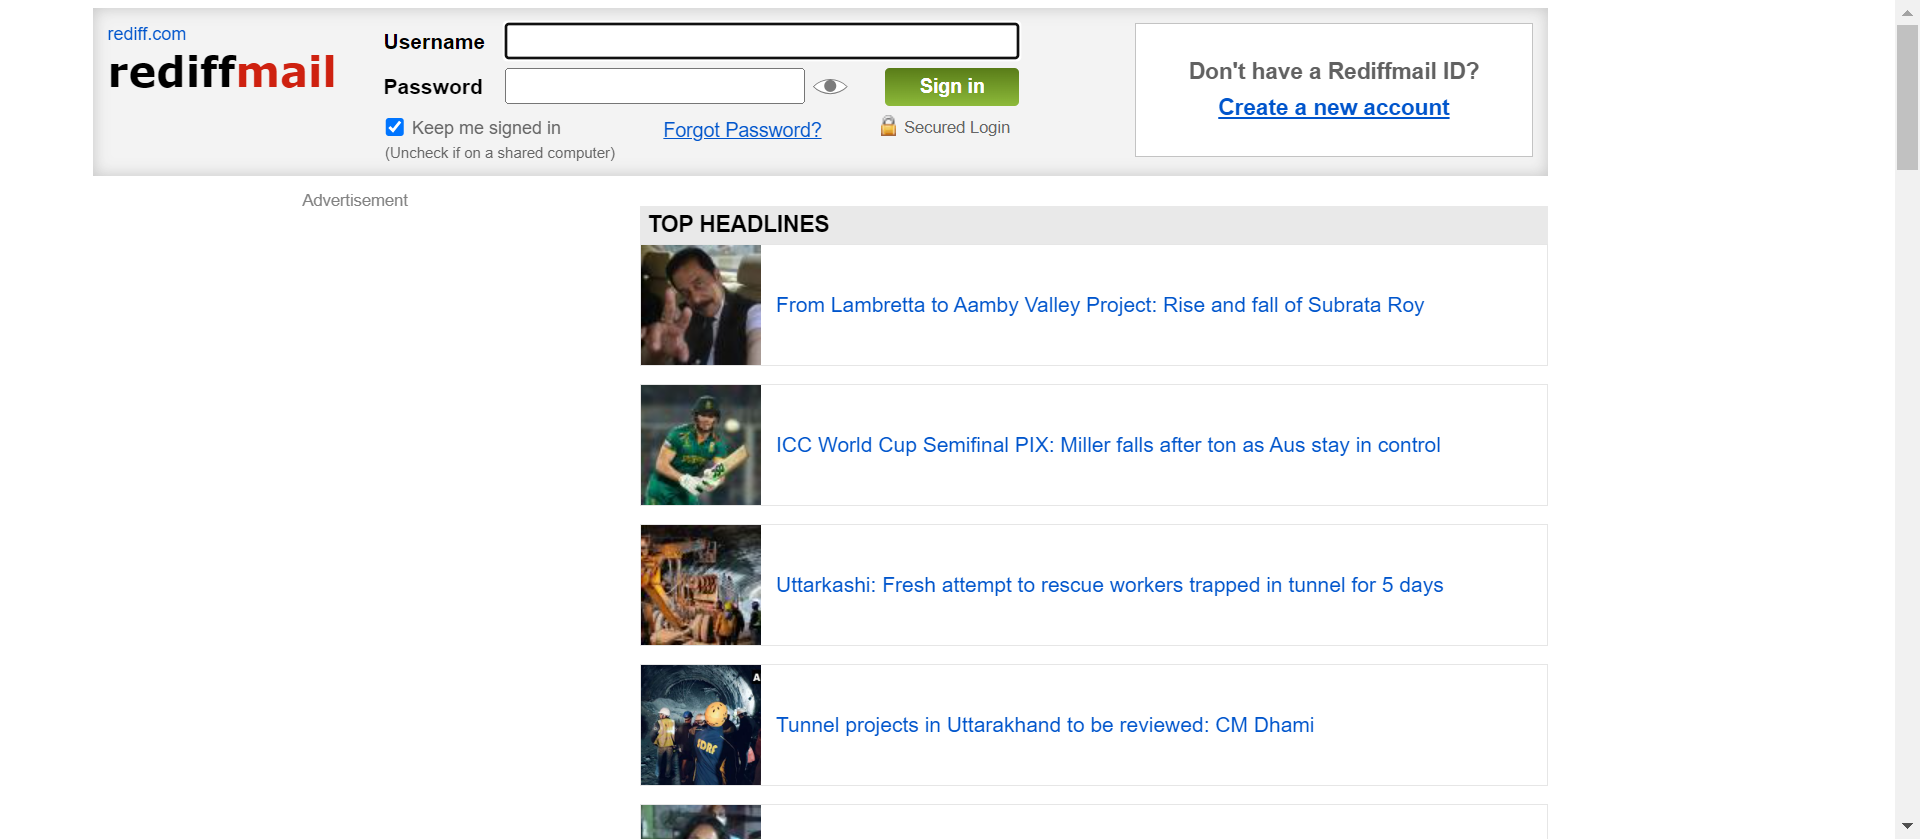 rediff.com
rediffmail
Username
Password
Sign in
Keep me signed in
(Uncheck if on a shared computer)
Forgot Password?
Secured Login
Don't have a Rediffmail ID?
Create a new account
Advertisement
TOP HEADLINES
From Lambretta to Aamby Valley Project: Rise and fall of Subrata Roy
ICC World Cup Semifinal PIX: Miller falls after ton as Aus stay in control
Uttarkashi: Fresh attempt to rescue workers trapped in tunnel for 5 days
A
IDRF
Tunnel projects in Uttarakhand to be reviewed: CM Dhami